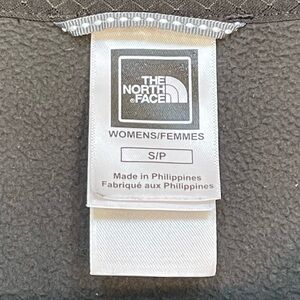 THE
NORTH
FACE
WOMENS/FEMMES
S/P
Made in Philippines
Fabriqué aux Philippines